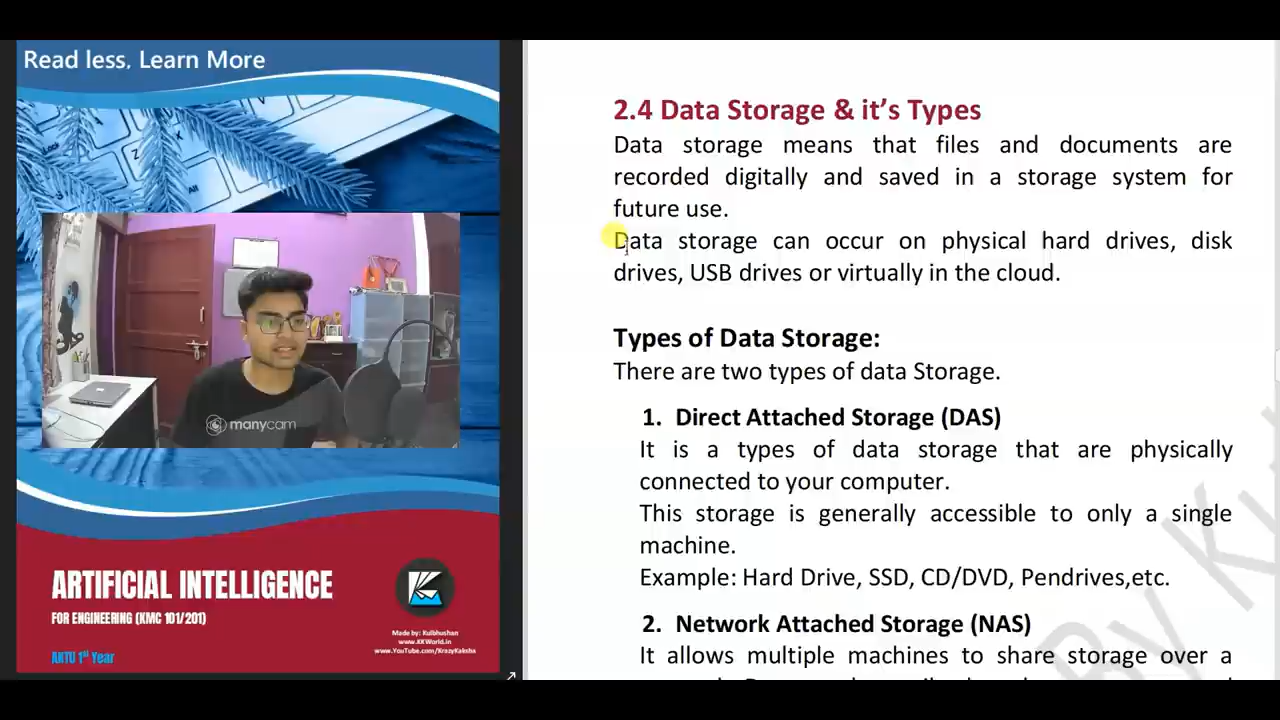 Read less. Learn More
manycam
ARTIFICIAL INTELLIGENCE
FOR ENGINEERING (KMC 101/201)
AKTU 1st Year
Made by: Kulbhushan
www.KKWorld.in
www.YouTube.com/KrazyKaksha
2.4 Data Storage & it's Types
Data storage means that files and documents are
recorded digitally and saved in a storage system for
future use.
Data storage can occur on physical hard drives, disk
drives, USB drives or virtually in the cloud.
Types of Data Storage:
There are two types of data Storage.
1. Direct Attached Storage (DAS)
It is a types of data storage that are physically
connected to your computer.
This storage is generally accessible to only a single
machine.
Example: Hard Drive, SSD, CD/DVD, Pendrives,etc.
2. Network Attached Storage (NAS)
It allows multiple machines to share storage over a
By